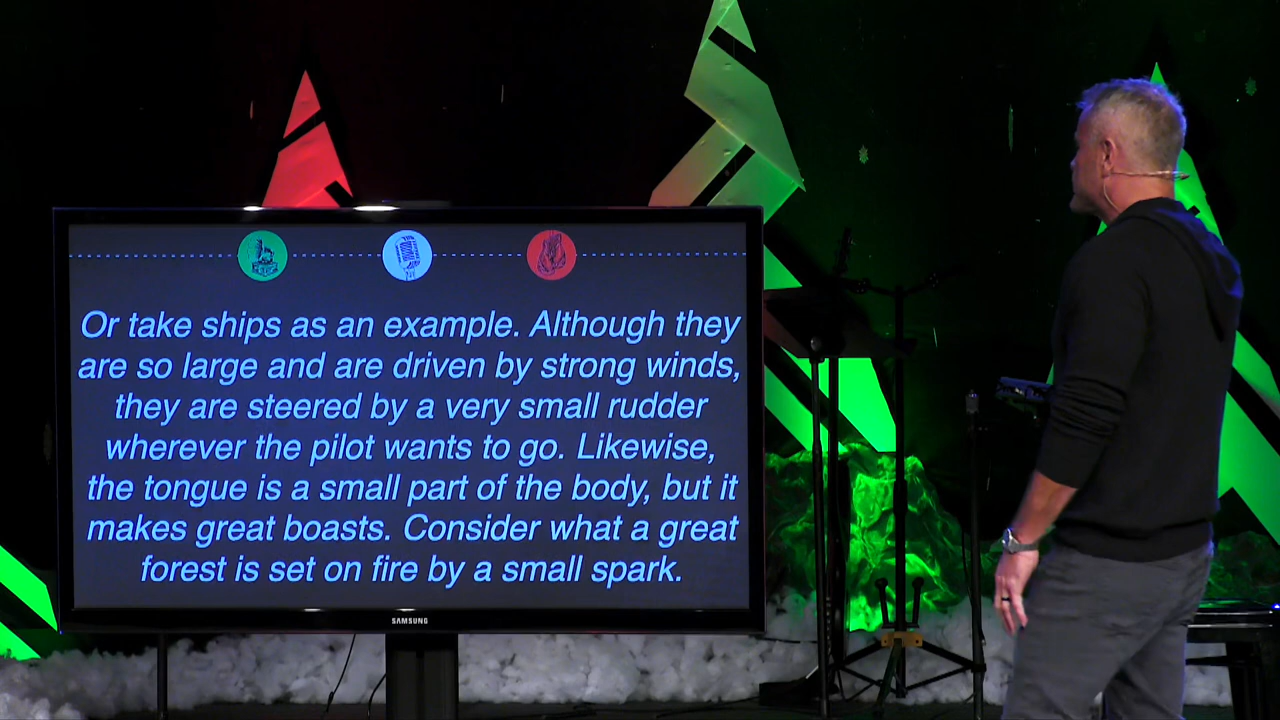 Or take ships as an example. Although they
are so large and are driven by strong winds,
they are steered by a very small rudder
wherever the pilot wants to go. Likewise,
the tongue is a small part of the body, but it
makes great boasts. Consider what a great
forest is set on fire by a small spark.
SAMSUNG